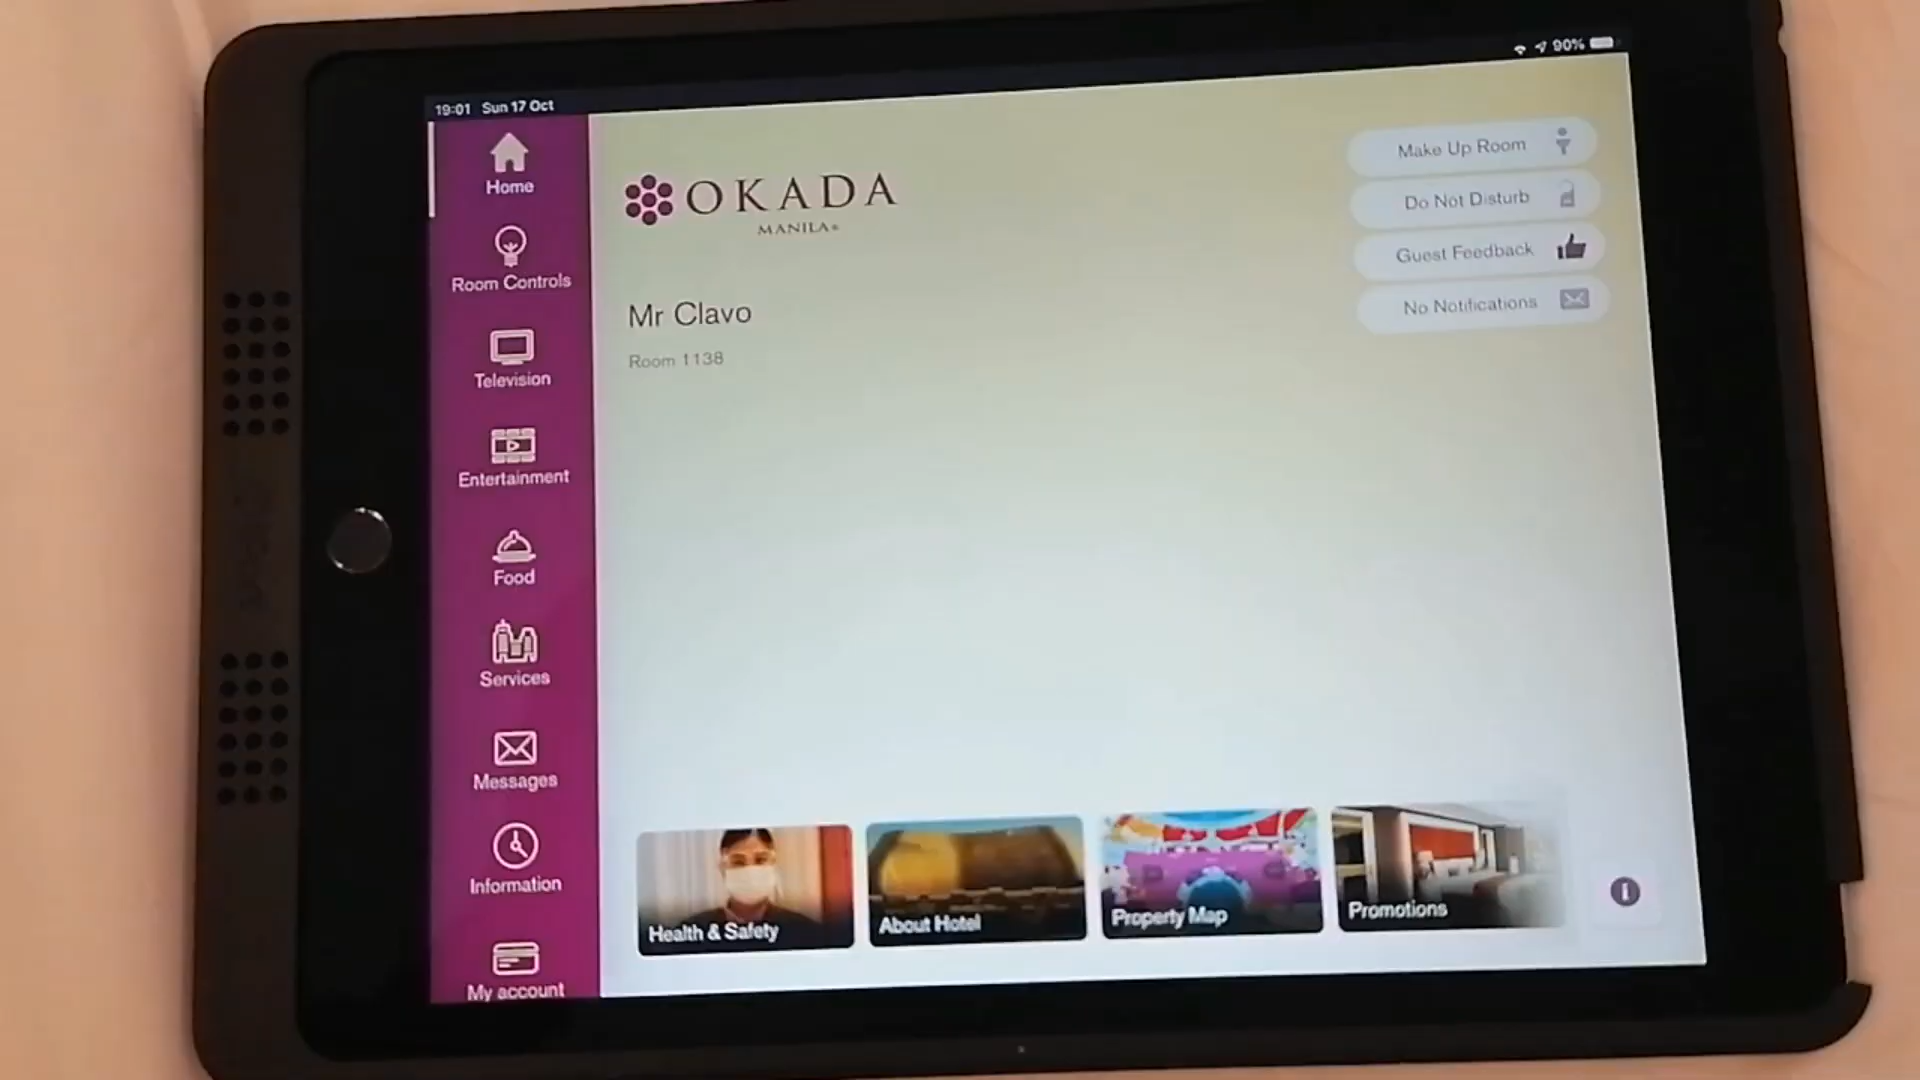 19:01 Sun 17 Oct
90%
Home
Room Controls
Television
Entertainment
Food
Services
Messages
Information
My account
OKADA
MANILA®
Mr Clavo
Room 1138
Make Up Room
Do Not Disturb
Guest Feedback
No Notifications
Health & Safety
About Hotel
Property Map
Promotions
i